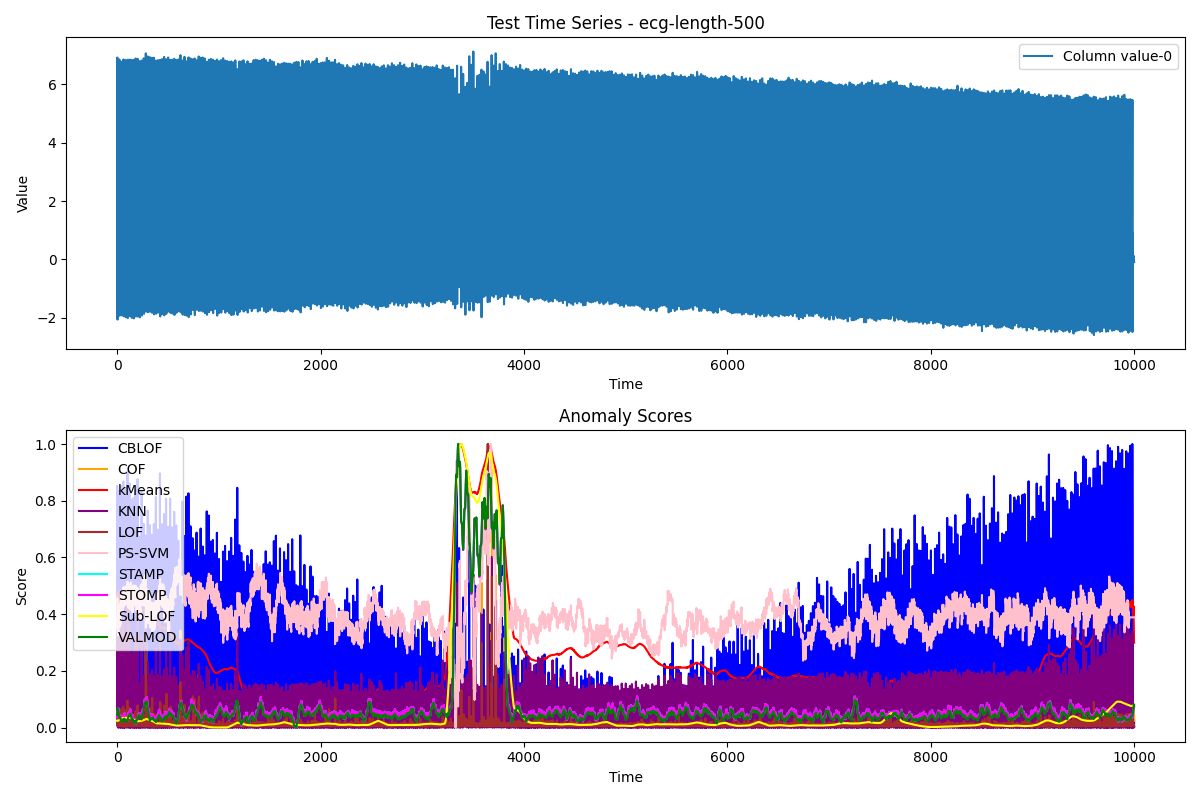 Test Time Series - ecg-length-500
Column value-0
6
4
2
0
−2
Value
0
2000
4000
6000
8000
10000
Time
Anomaly Scores
CBLOF
COF
kMeans
KNN
LOF
PS-SVM
STAMP
STOMP
Sub-LOF
VALMOD
1.0
0.8
0.6
0.4
0.2
0.0
Score
0
2000
4000
6000
8000
10000
Time